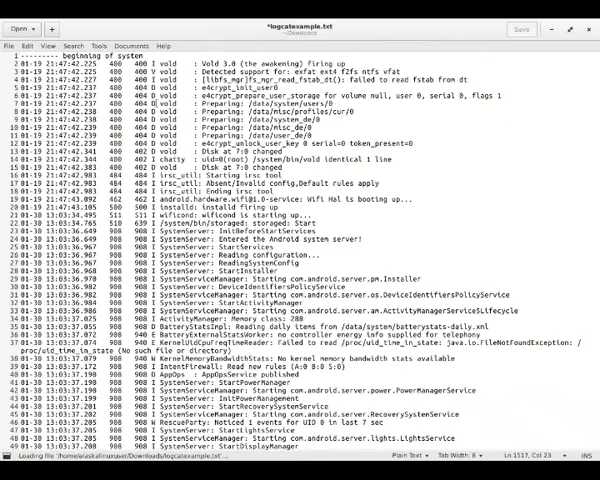 Open
*logcatexample.txt
~/Downloads
Save
File Edit View Search Tools Documents Help
1 --------- beginning of system
2 01-19 21:47:42.225 400 400 I vold : Vold 3.0 (the awakening) firing up
3 01-19 21:47:42.225 400 400 V vold : Detected support for: exfat ext4 f2fs ntfs vfat
4 01-19 21:47:42.227 400 400 I vold : [libfs_mgr]fs_mgr_read_fstab_dt(): failed to read fstab from dt
5 01-19 21:47:42.237 400 404 D vold : e4crypt_init_user0
6 01-19 21:47:42.237 400 404 D vold : e4crypt_prepare_user_storage for volume null, user 0, serial 0, flags 1
7 01-19 21:47:42.237 400 404 D vold : Preparing: /data/system/users/0
8 01-19 21:47:42.238 400 404 D vold : Preparing: /data/misc/profiles/cur/0
9 01-19 21:47:42.238 400 404 D vold : Preparing: /data/system_de/0
10 01-19 21:47:42.239 400 404 D vold : Preparing: /data/misc_de/0
11 01-19 21:47:42.239 400 404 D vold : Preparing: /data/user_de/0
12 01-19 21:47:42.239 400 404 D vold : e4crypt_unlock_user_key 0 serial=0 token_present=0
13 01-19 21:47:42.341 400 402 D vold : Disk at 7:0 changed
14 01-19 21:47:42.344 400 402 I chatty : uid=0(root) /system/bin/vold identical 1 line
15 01-19 21:47:42.353 400 402 D vold : Disk at 7:0 changed
16 01-19 21:47:42.983 484 484 I irsc_util: Starting irsc tool
17 01-19 21:47:42.983 484 484 I irsc_util: Absent/Invalid config,Default rules apply
18 01-19 21:47:42.983 484 484 I irsc_util: Ending irsc tool
19 01-19 21:47:43.092 462 462 I android.hardware.wifi@1.0-service: Wifi Hal is booting up...
20 01-19 21:47:43.105 500 500 I installd: installd firing up
21 01-30 13:03:34.495 511 511 I wificond: wificond is starting up...
22 01-30 13:03:34.765 510 639 I /system/bin/storaged: storaged: Start
23 01-30 13:03:36.649 908 908 I SystemServer: InitBeforeStartServices
24 01-30 13:03:36.649 908 908 I SystemServer: Entered the Android system server!
25 01-30 13:03:36.967 908 908 I SystemServer: StartServices
26 01-30 13:03:36.967 908 908 I SystemServer: Reading configuration...
27 01-30 13:03:36.967 908 908 I SystemServer: ReadingSystemConfig
28 01-30 13:03:36.968 908 908 I SystemServer: StartInstaller
29 01-30 13:03:36.970 908 908 I SystemServiceManager: Starting com.android.server.pm.Installer
30 01-30 13:03:36.982 908 908 I SystemServer: DeviceIdentifiersPolicyService
31 01-30 13:03:36.982 908 908 I SystemServiceManager: Starting com.android.server.os.DeviceIdentifiersPolicyService
32 01-30 13:03:36.984 908 908 I SystemServer: StartActivityManager
33 01-30 13:03:36.986 908 908 I SystemServiceManager: Starting com.android.server.am.ActivityManagerService$Lifecycle
34 01-30 13:03:37.025 908 908 I ActivityManager: Memory class: 288
35 01-30 13:03:37.055 908 908 D BatteryStatsImpl: Reading daily items from /data/system/batterystats-daily.xml
36 01-30 13:03:37.074 908 940 E BatteryExternalStatsWorker: no controller energy info supplied for telephony
37 01-30 13:03:37.078 908 940 E KernelUidCpuFreqTimeReader: Failed to read /proc/uid_time_in_state: java.io.FileNotFoundException: /
proc/uid_time_in_state (No such file or directory)
38 01-30 13:03:37.079 908 940 W KernelMemoryBandwidthStats: No kernel memory bandwidth stats available
39 01-30 13:03:37.172 908 908 I IntentFirewall: Read new rules (A:0 B:0 S:0)
40 01-30 13:03:37.190 908 908 D AppOps : AppOpsService published
41 01-30 13:03:37.190 908 908 I SystemServer: StartPowerManager
42 01-30 13:03:37.190 908 908 I SystemServiceManager: Starting com.android.server.power.PowerManagerService
43 01-30 13:03:37.199 908 908 I SystemServer: InitPowerManagement
44 01-30 13:03:37.201 908 908 I SystemServer: StartRecoverySystemService
45 01-30 13:03:37.202 908 908 I SystemServiceManager: Starting com.android.server.RecoverySystemService
46 01-30 13:03:37.205 908 908 W RescueParty: Noticed 1 events for UID 0 in last 7 sec
47 01-30 13:03:37.205 908 908 I SystemServer: StartLightsService
48 01-30 13:03:37.205 908 908 I SystemServiceManager: Starting com.android.server.lights.LightsService
49 01-30 13:03:37.208 908 908 I SystemServer: StartDisplayManager
Loading file '/home/alaskalinuxuser/Downloads/logcatexample.txt'... Plain Text Tab Width: 8 Ln 1517, Col 23 INS